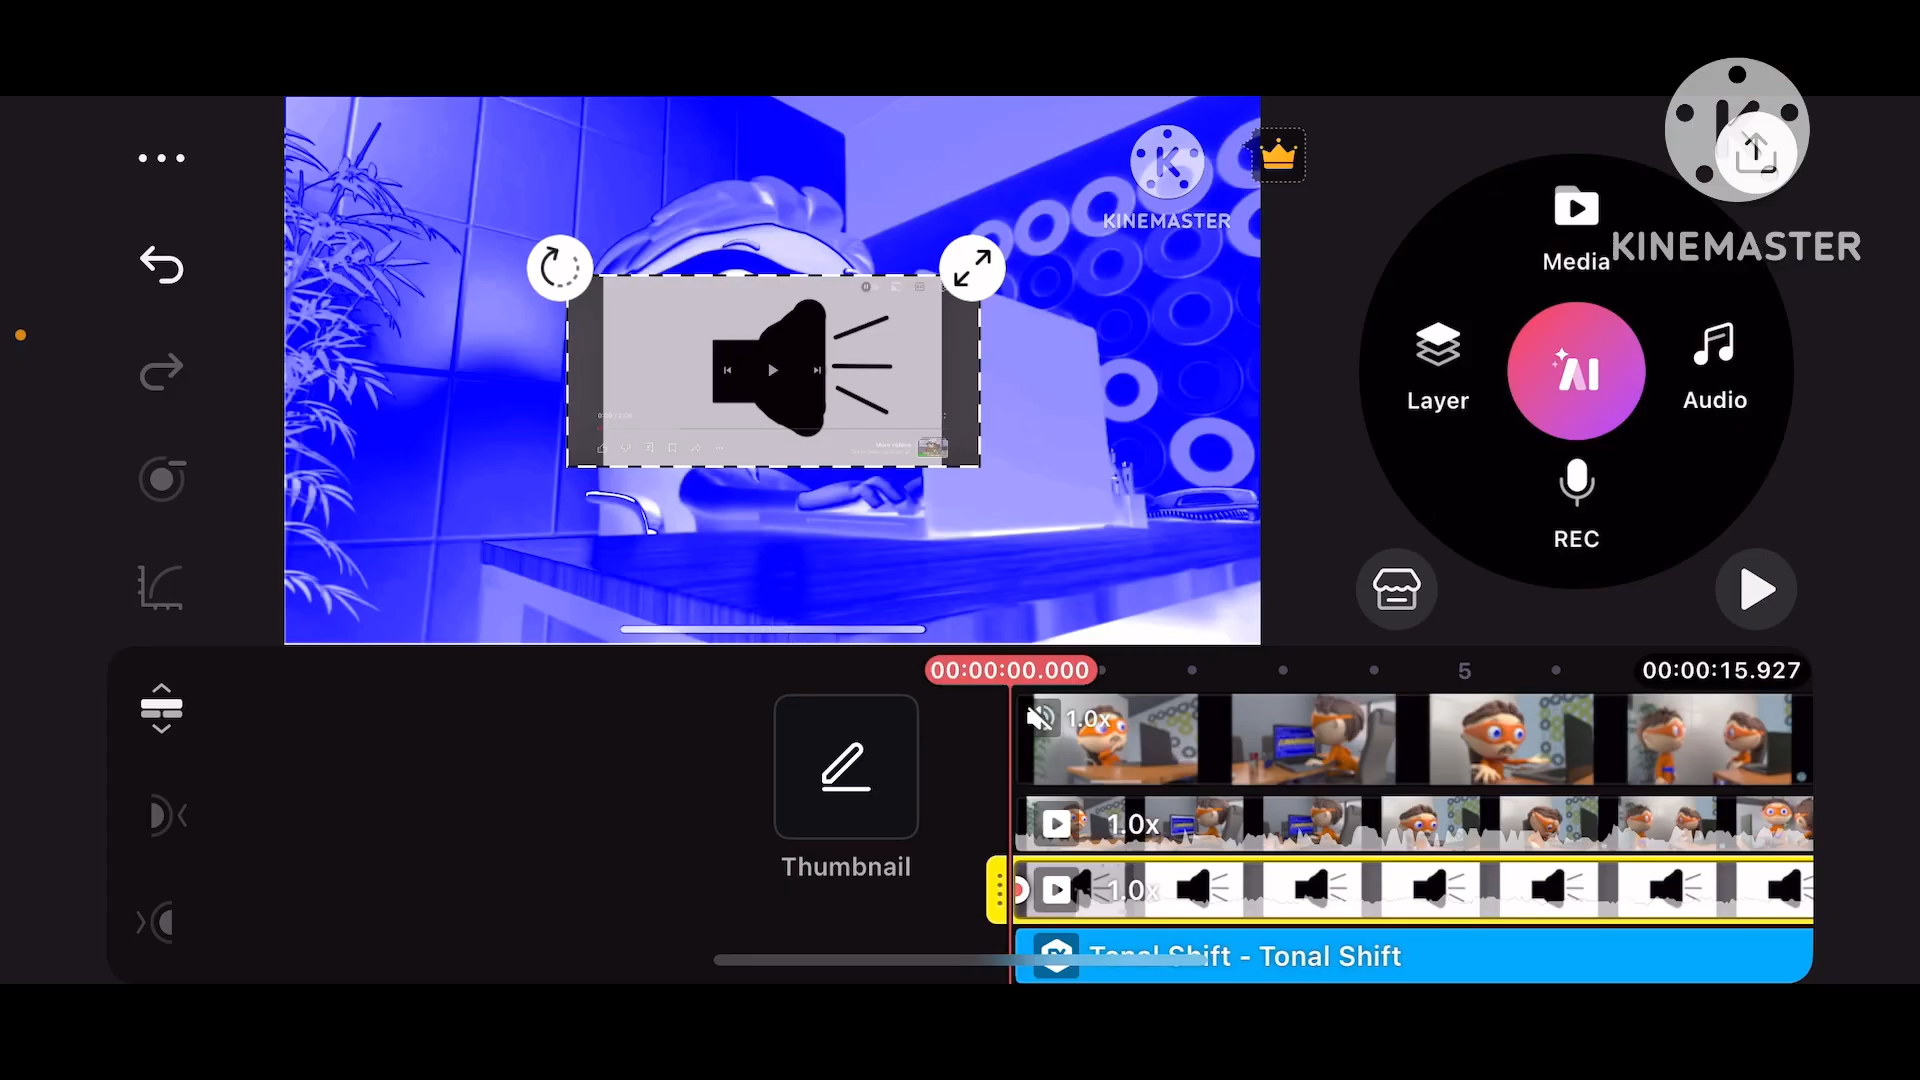 KINEMASTER
KINEMASTER
Media
Layer
AI
Audio
REC
00:00:00.000
5
00:00:15.927
1.0x
Thumbnail
1.0x
1.0x
Tonal Shift - Tonal Shift